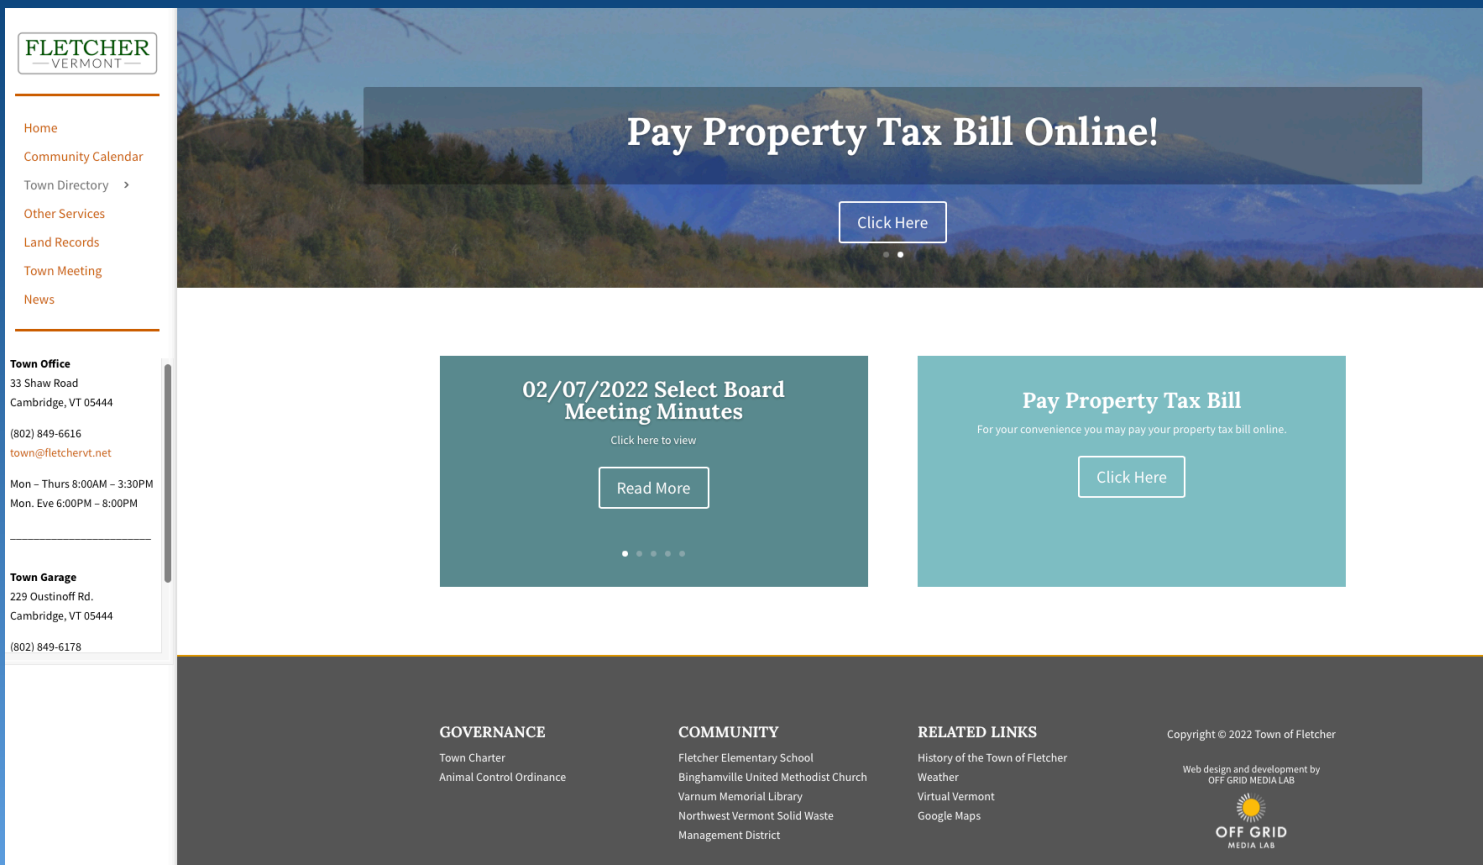 FLETCHER
VERMONT
Home
Community Calendar
Town Directory
Other Services
Land Records
Town Meeting
News
Town Office
33 Shaw Road
Cambridge, VT 05444
(802) 849-6616
town@fletchervt.net
Mon – Thurs 8:00AM – 3:30PM
Mon. Eve 6:00PM – 8:00PM
Town Garage
229 Oustinoff Rd.
Cambridge, VT 05444
(802) 849-6178
Pay Property Tax Bill Online!
Click Here
02/07/2022 Select Board
Meeting Minutes
Click here to view
Read More
Pay Property Tax Bill
For your convenience you may pay your property tax bill online.
Click Here
GOVERNANCE
Town Charter
Animal Control Ordinance
COMMUNITY
Fletcher Elementary School
Binghamville United Methodist Church
Varnum Memorial Library
Northwest Vermont Solid Waste
Management District
RELATED LINKS
History of the Town of Fletcher
Weather
Virtual Vermont
Google Maps
Copyright © 2022 Town of Fletcher
Web design and development by
OFF GRID MEDIA LAB
OFF GRID
MEDIA LAB